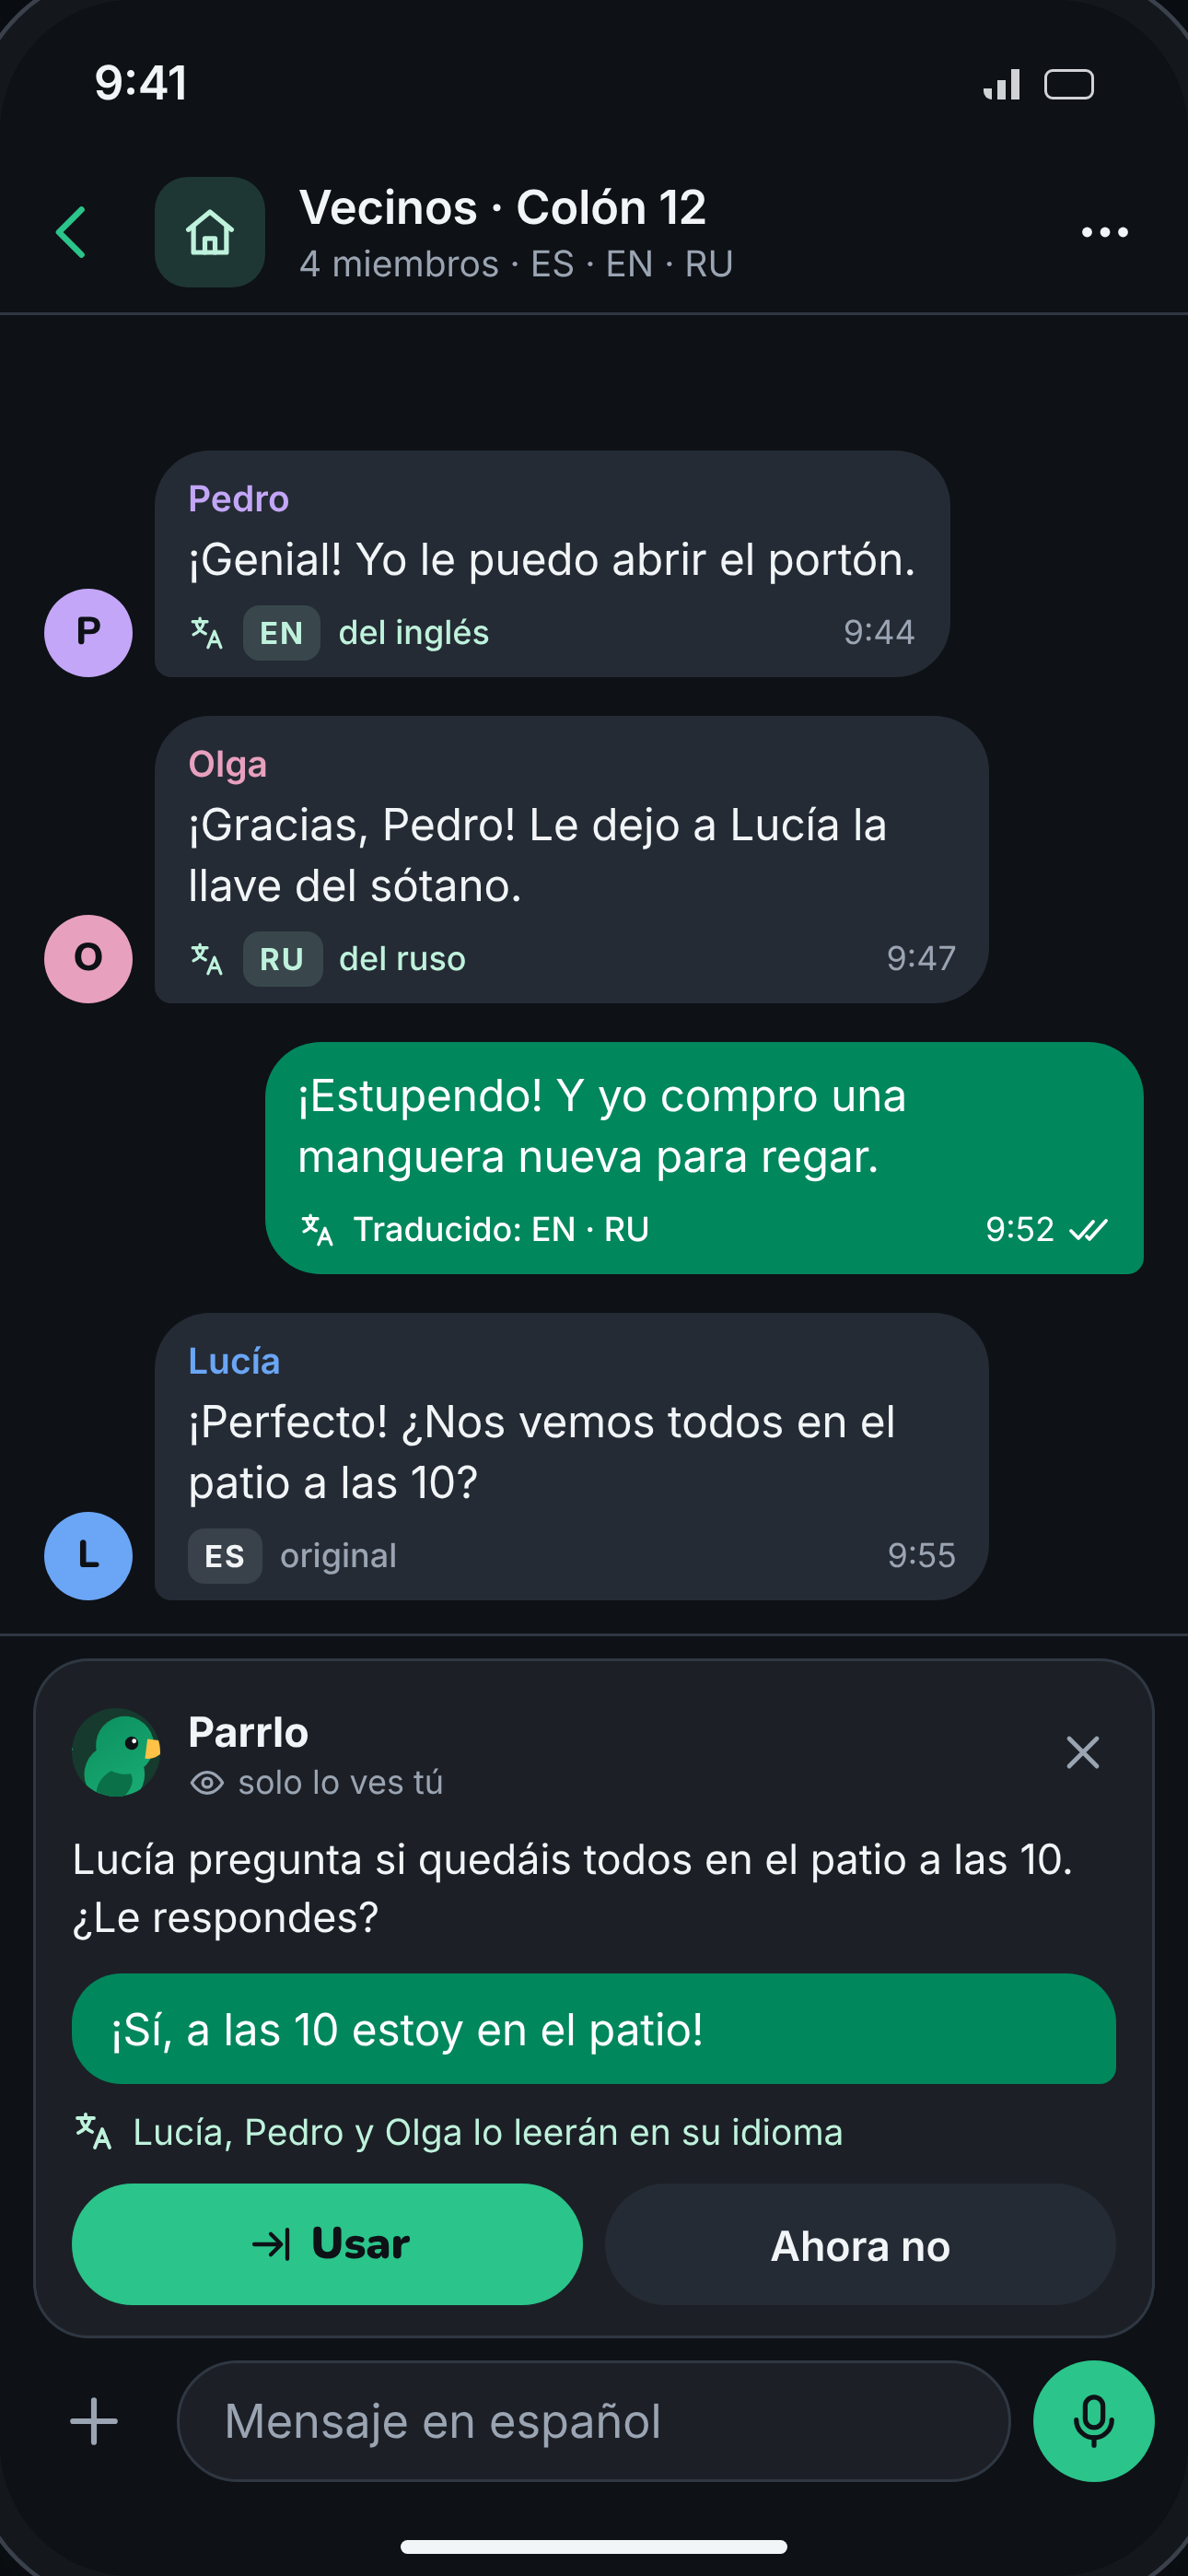 9:41
Vecinos · Colón 12
4 miembros · ES · EN · RU
Pedro
¡Genial! Yo le puedo abrir el portón.
P
EN del inglés 9:44
Olga
¡Gracias, Pedro! Le dejo a Lucía la
llave del sótano.
O
RU del ruso 9:47
¡Estupendo! Y yo compro una
manguera nueva para regar.
Traducido: EN · RU 9:52
Lucía
¡Perfecto! ¿Nos vemos todos en el
patio a las 10?
L
ES original 9:55
Parrlo
solo lo ves tú
Lucía pregunta si quedáis todos en el patio a las 10.
¿Le respondes?
¡Sí, a las 10 estoy en el patio!
Lucía, Pedro y Olga lo leerán en su idioma
Usar
Ahora no
Mensaje en español